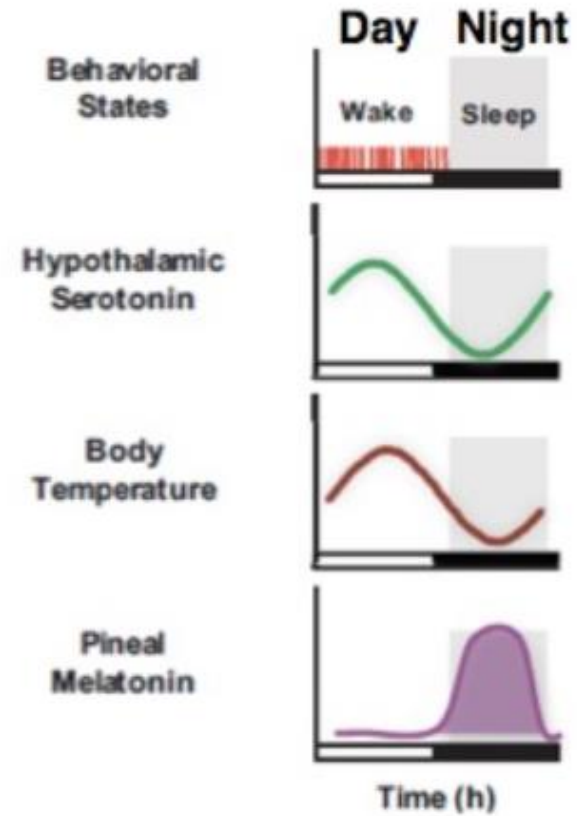 Day Night
Behavioral
States
Wake
Sleep
Hypothalamic
Serotonin
Body
Temperature
Pineal
Melatonin
Time (h)